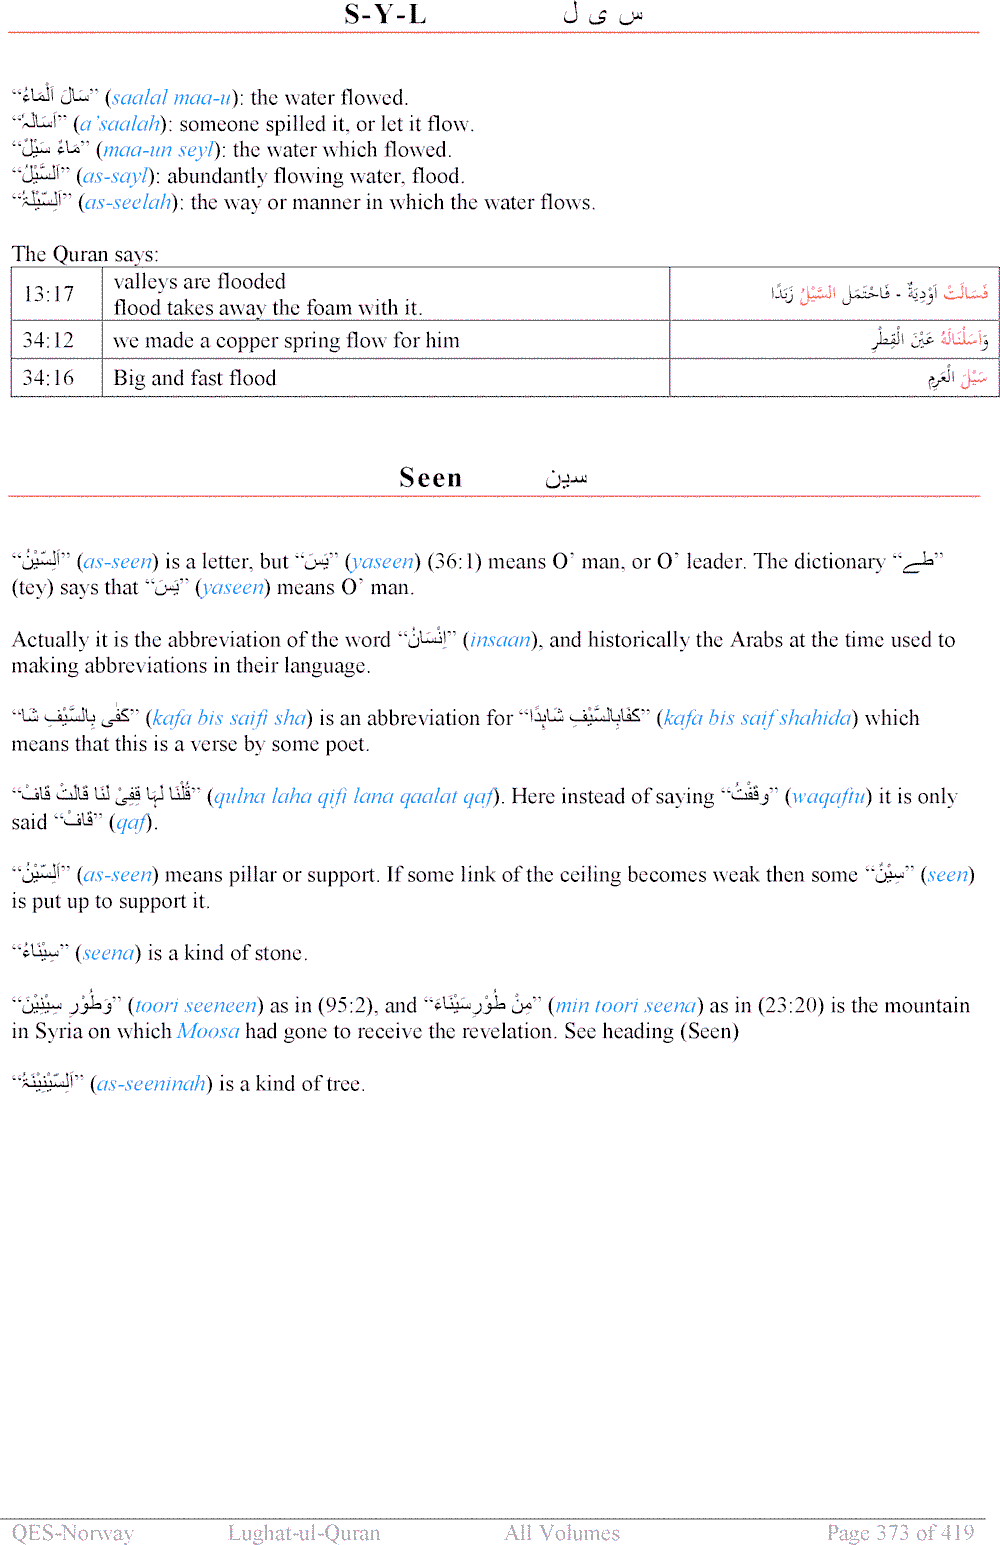 S-Y-L س ی ل
“سَالَ اَلْمَاءُ” (saalal maa-u): the water flowed.
“اَسَالَہٗ” (a’saalah): someone spilled it, or let it flow.
“مَاءٌ سَیْلٌ” (maa-un seyl): the water which flowed.
“اَلسَّیْلُ” (as-sayl): abundantly flowing water, flood.
“اَلسِّیْلَۃُ” (as-seelah): the way or manner in which the water flows.
The Quran says:
13:17 valleys are flooded
flood takes away the foam with it. فَسَالَتْ اَوْدِيَةٌ - فَاحْتَمَلَ السَّيْلُ زَبَدًا
34:12 we made a copper spring flow for him وَاَسَلْنَالَهُ عَيْنَ الْقِطْرِ
34:16 Big and fast flood سَيْلَ الْعَرِمِ
Seen سین
“اَلسِّیْنُ” (as-seen) is a letter, but “یٰسٓ” (yaseen) (36:1) means O’ man, or O’ leader. The dictionary “طے”
(tey) says that “یٰسٓ” (yaseen) means O’ man.
Actually it is the abbreviation of the word “اِنْسَانُ” (insaan), and historically the Arabs at the time used to
making abbreviations in their language.
“کَفٰی بِالسَّیْفِ شَا” (kafa bis saifi sha) is an abbreviation for “کَفَابِالسَّیْفِ شَاہِدًا” (kafa bis saif shahida) which
means that this is a verse by some poet.
“قُلْنَا لَہَا قِفِیْ لَنَا قَالَتْ قَافْ” (qulna laha qifi lana qaalat qaf). Here instead of saying “وقَفْتُ” (waqaftu) it is only
said “قَافْ” (qaf).
“اَلسِّیْنُ” (as-seen) means pillar or support. If some link of the ceiling becomes weak then some “سِیْنٌ” (seen)
is put up to support it.
“سِیْنَاءُ” (seena) is a kind of stone.
“وَطُوْرِ سِیْنِیْنَ” (toori seeneen) as in (95:2), and “مِنْ طُوْرِسَیْنَاءَ” (min toori seena) as in (23:20) is the mountain
in Syria on which Moosa had gone to receive the revelation. See heading (Seen)
“اَلسِّیْنِیْنَۃُ” (as-seeninah) is a kind of tree.
QES-Norway Lughat-ul-Quran All Volumes Page 373 of 419